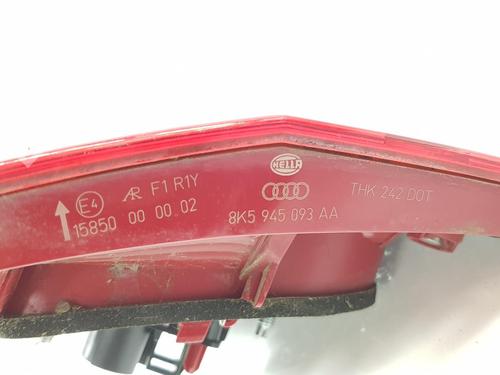 HELLA
E4 AR F1 R1Y
15850 00 00 02
8K5 945 093 AA
THK 242 DOT